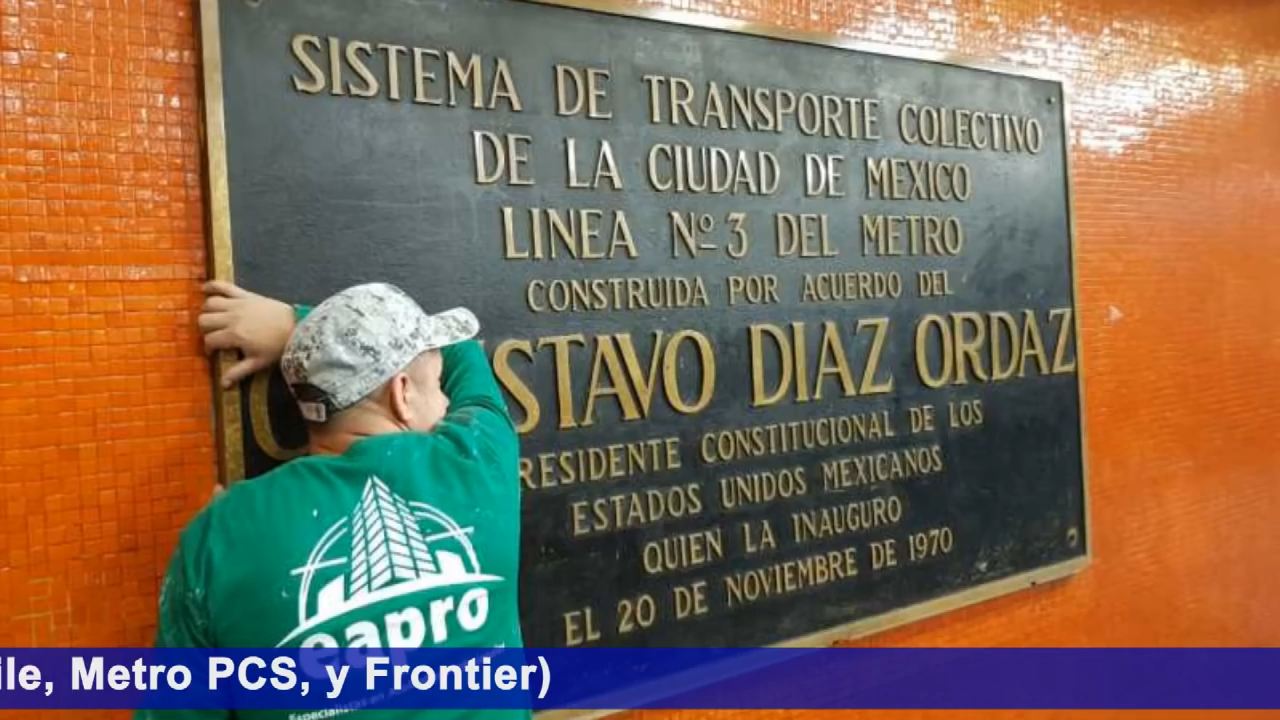 SISTEMA DE TRANSPORTE COLECTIVO
DE LA CIUDAD DE MEXICO
LINEA Nº 3 DEL METRO
CONSTRUIDA POR ACUERDO DEL
STAVO DIAZ ORDAZ
RESIDENTE CONSTITUCIONAL DE LOS
ESTADOS UNIDOS MEXICANOS
QUIEN LA INAUGURO
EL 20 DE NOVIEMBRE DE 1970
eapro
ile, Metro PCS, y Frontier)